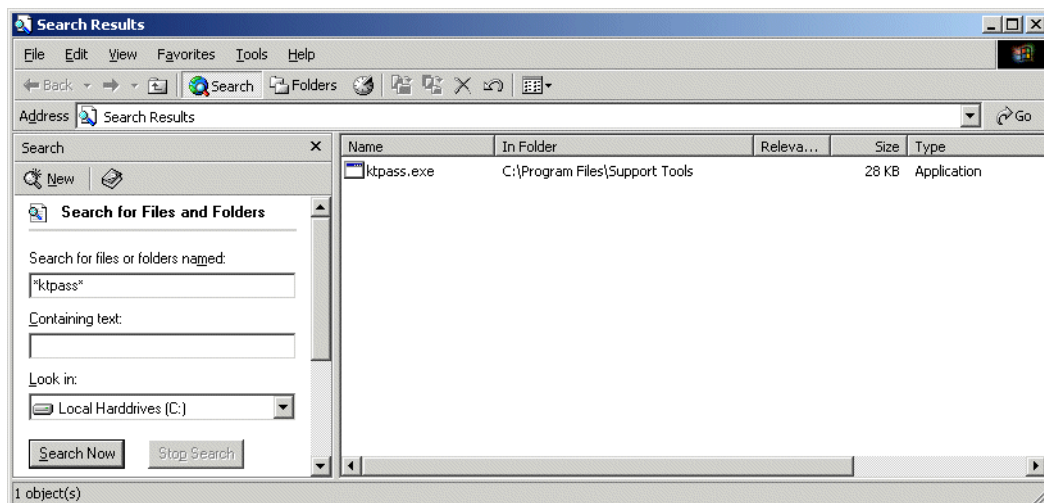 Search Results
File Edit View Favorites Tools Help
Back Search Folders
Address Search Results Go
Search
New
Search for Files and Folders
Search for files or folders named:
*ktpass*
Containing text:
Look in:
Local Harddrives (C:)
Search Now Stop Search
Name In Folder Releva... Size Type
ktpass.exe C:\Program Files\Support Tools 28 KB Application
1 object(s)